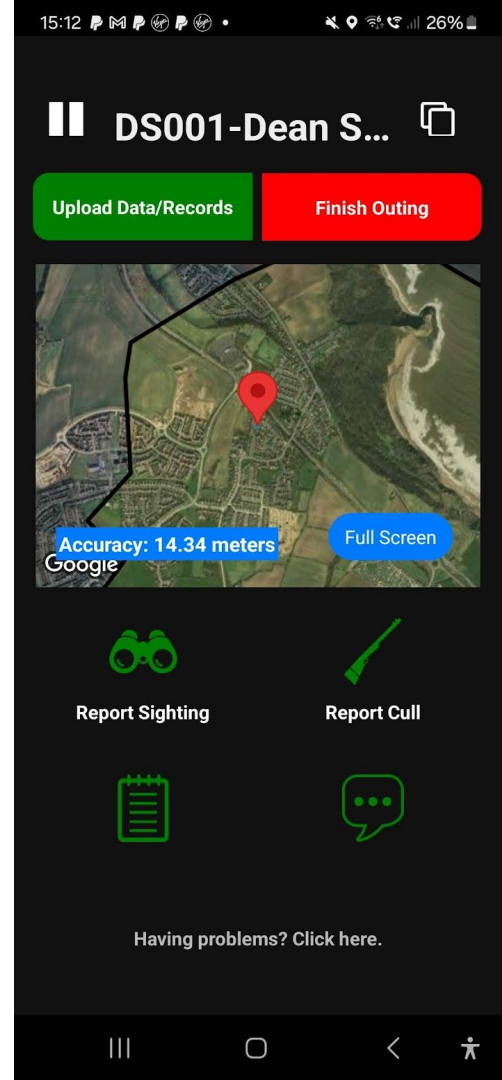 15:12
26%
DS001-Dean S...
Upload Data/Records
Finish Outing
Accuracy: 14.34 meters
Full Screen
Google
Report Sighting
Report Cull
Having problems? Click here.